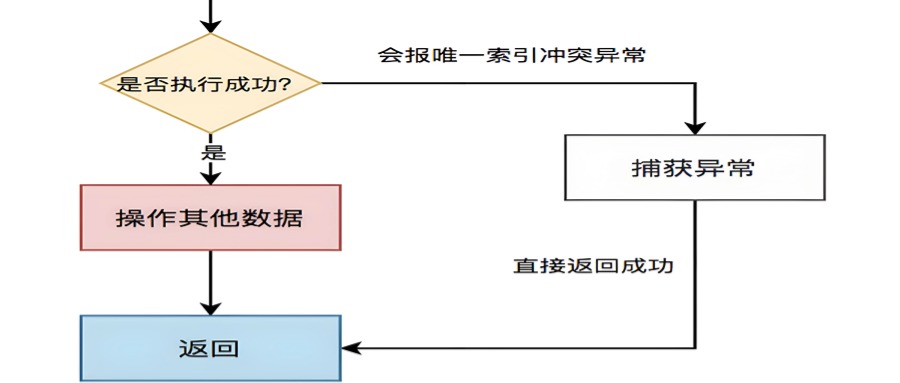 会报唯一索引冲突异常
是否执行成功?
是
捕获异常
操作其他数据
直接返回成功
返回